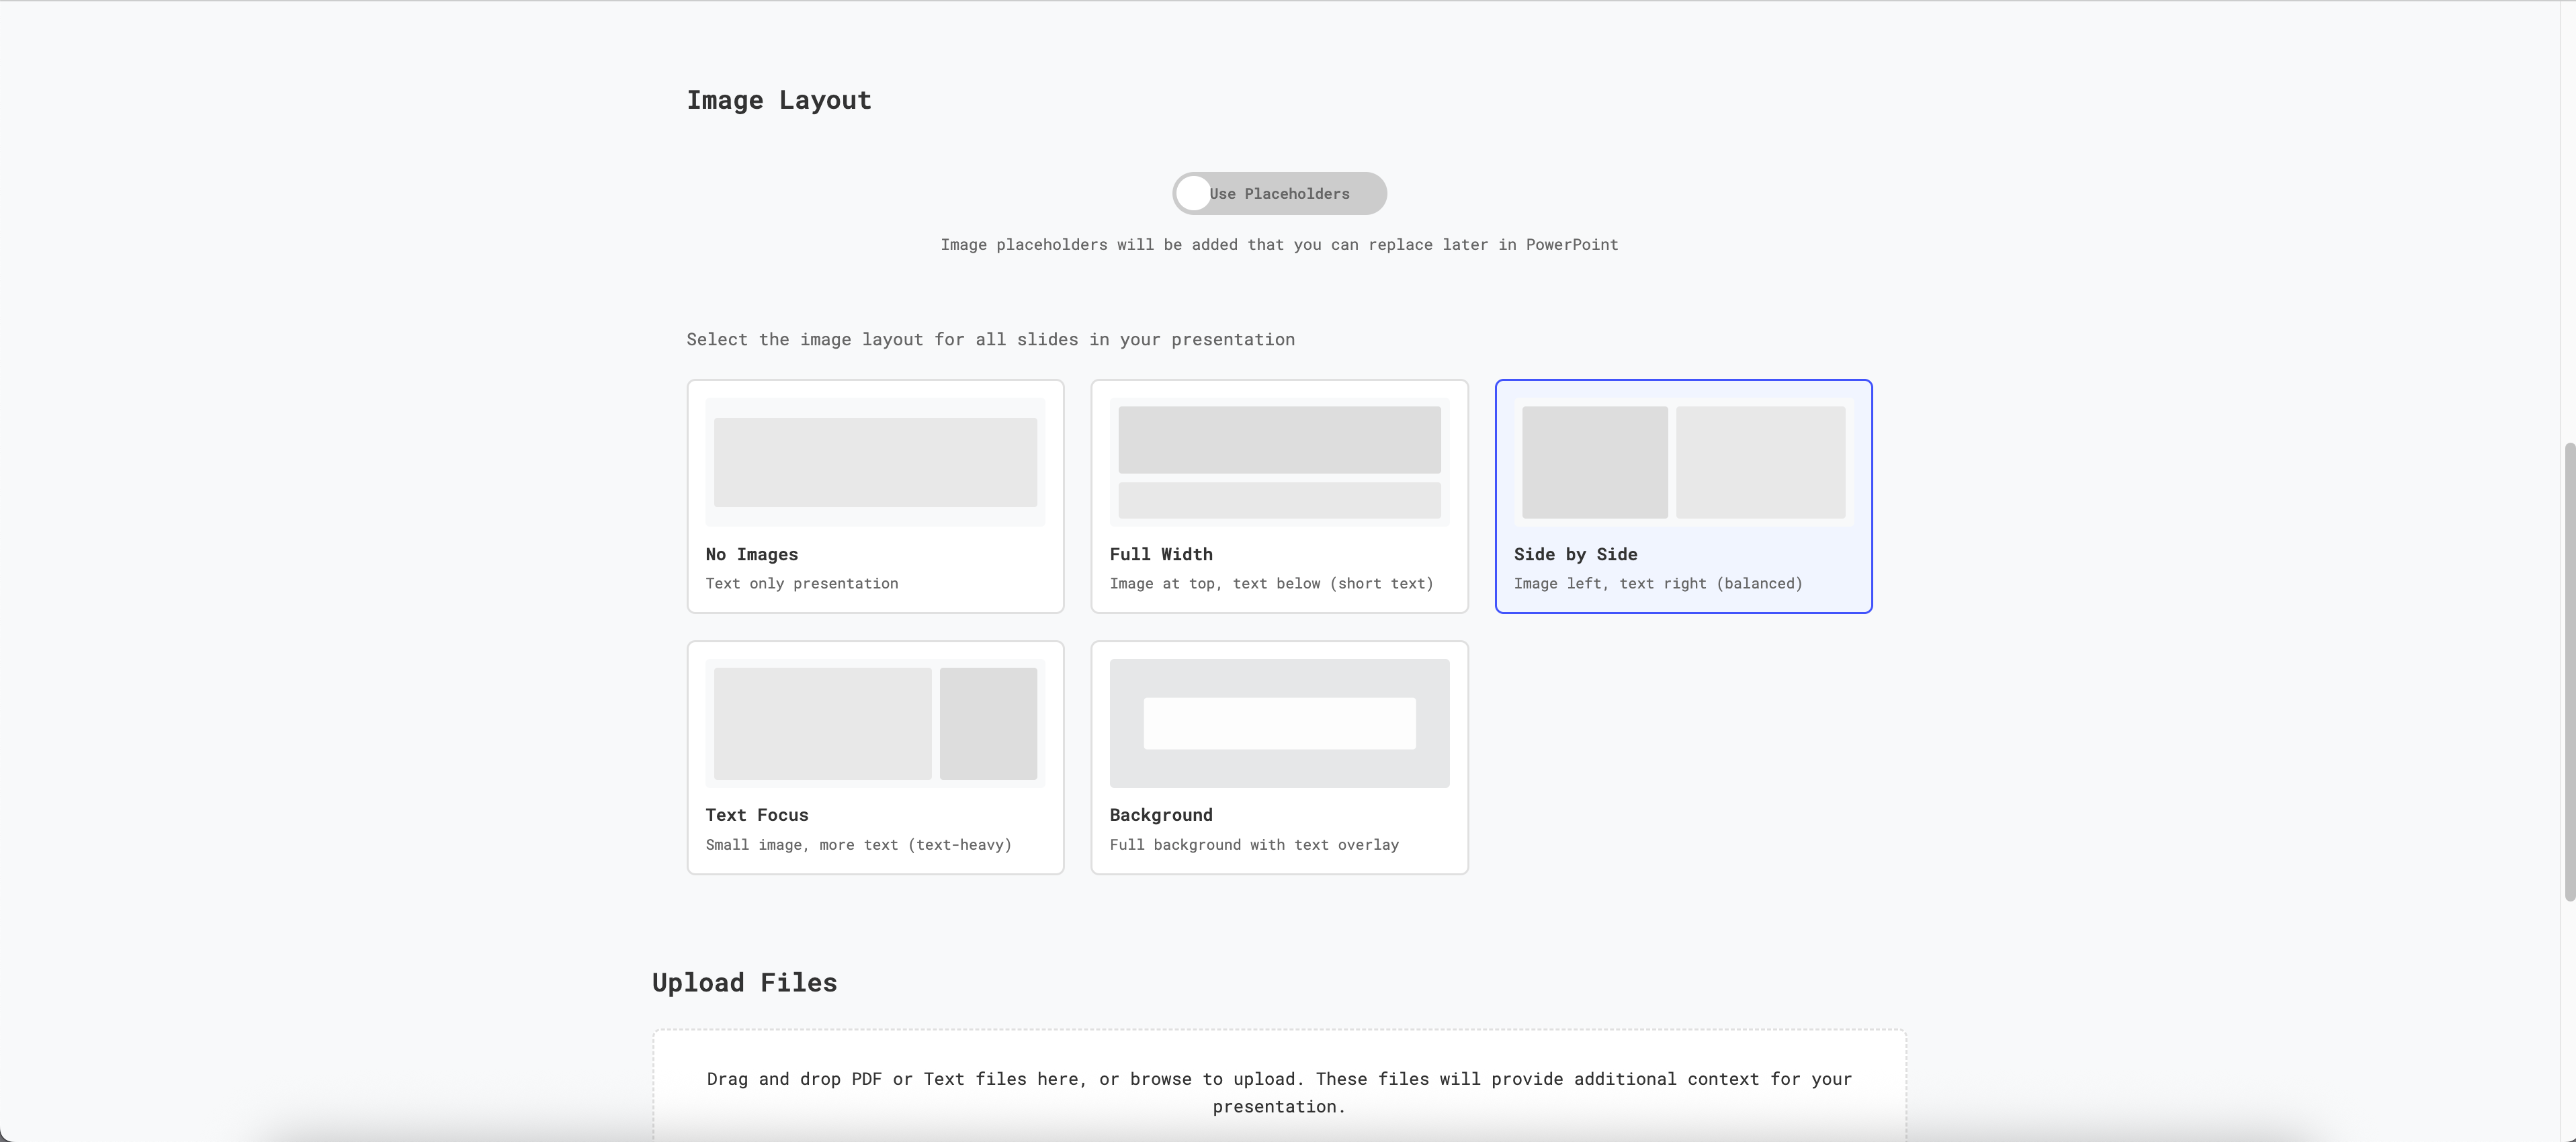 Image Layout
Use Placeholders
Image placeholders will be added that you can replace later in PowerPoint
Select the image layout for all slides in your presentation
No Images
Text only presentation
Full Width
Image at top, text below (short text)
Side by Side
Image left, text right (balanced)
Text Focus
Small image, more text (text-heavy)
Background
Full background with text overlay
Upload Files
Drag and drop PDF or Text files here, or browse to upload. These files will provide additional context for your
presentation.